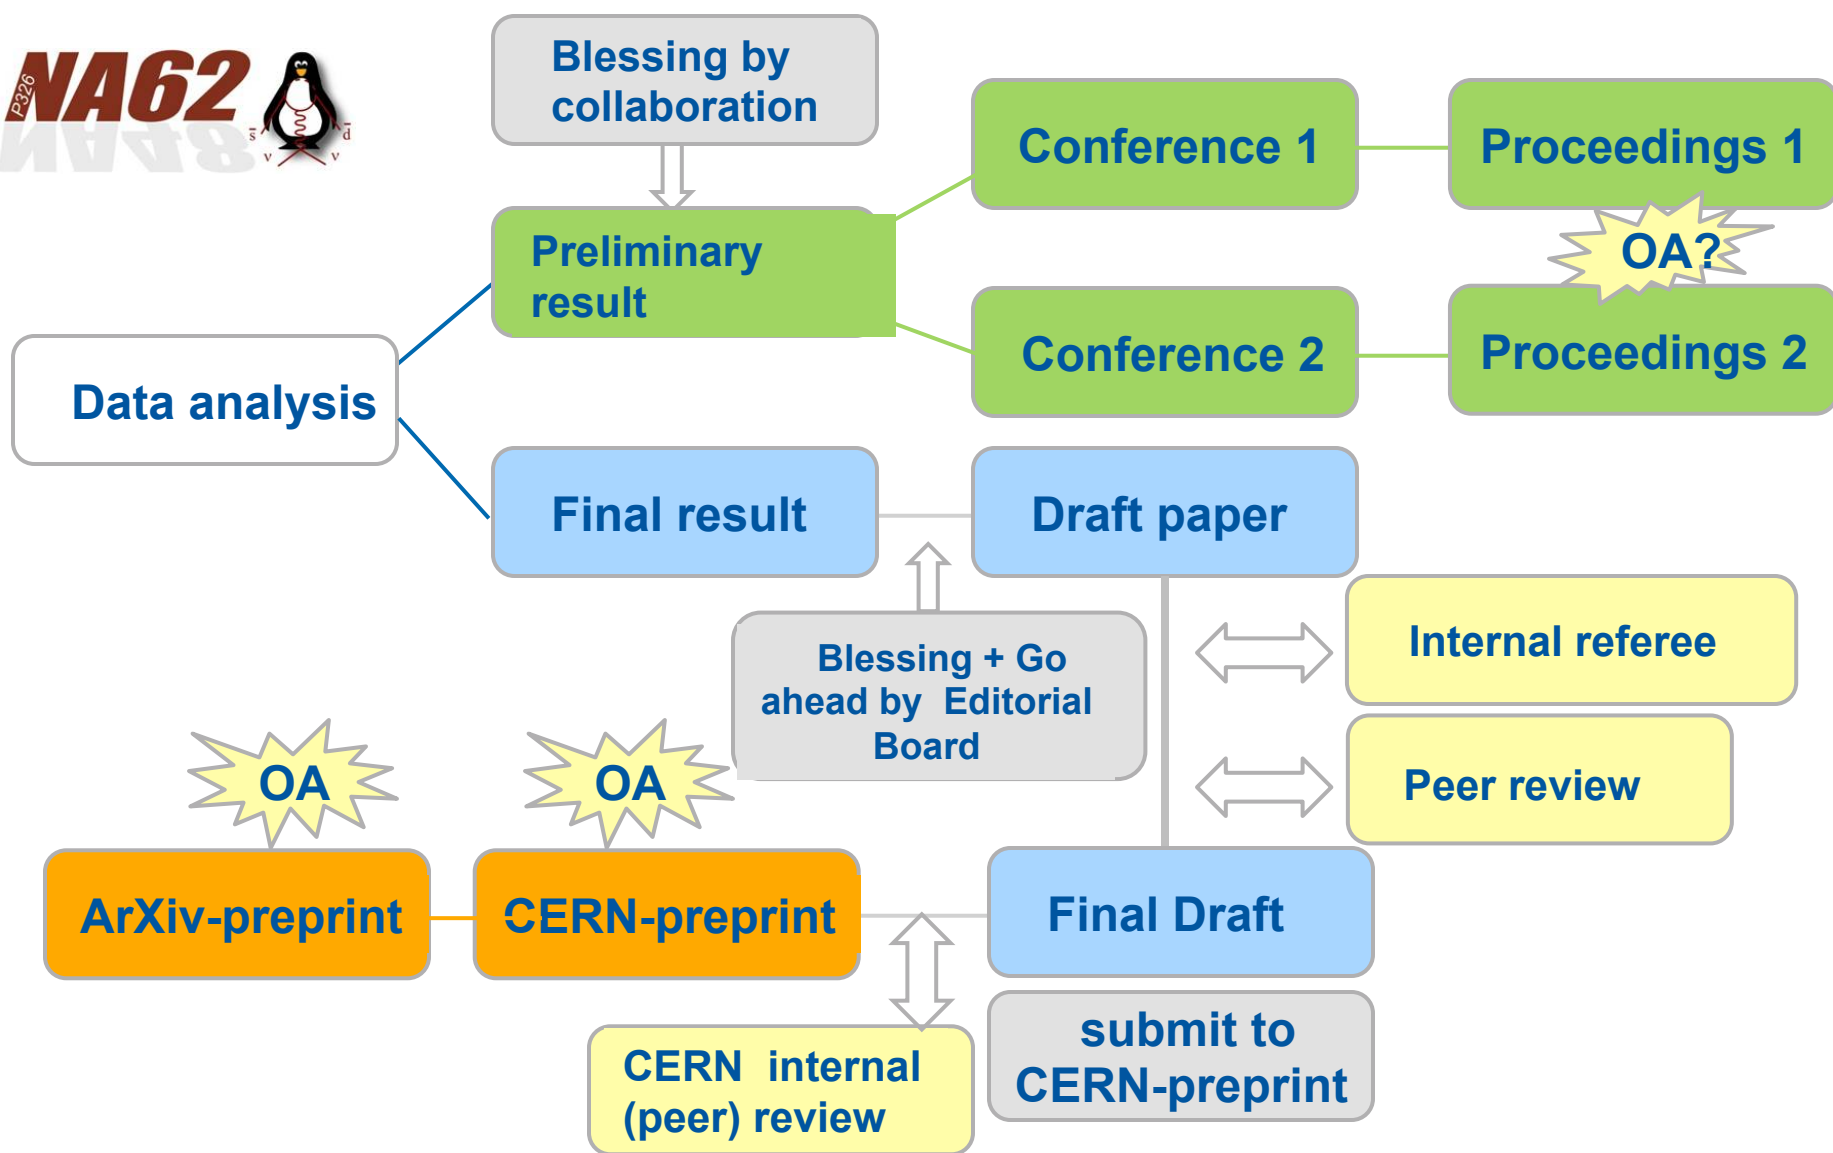 P326
NA62
NA48
s̄
d̄
ν
ν
Blessing by
collaboration
Conference 1
Proceedings 1
Preliminary
result
OA?
Conference 2
Proceedings 2
Data analysis
Final result
Draft paper
Internal referee
Blessing + Go
ahead by Editorial
Board
Peer review
OA
OA
ArXiv-preprint
CERN-preprint
Final Draft
submit to
CERN-preprint
CERN internal
(peer) review